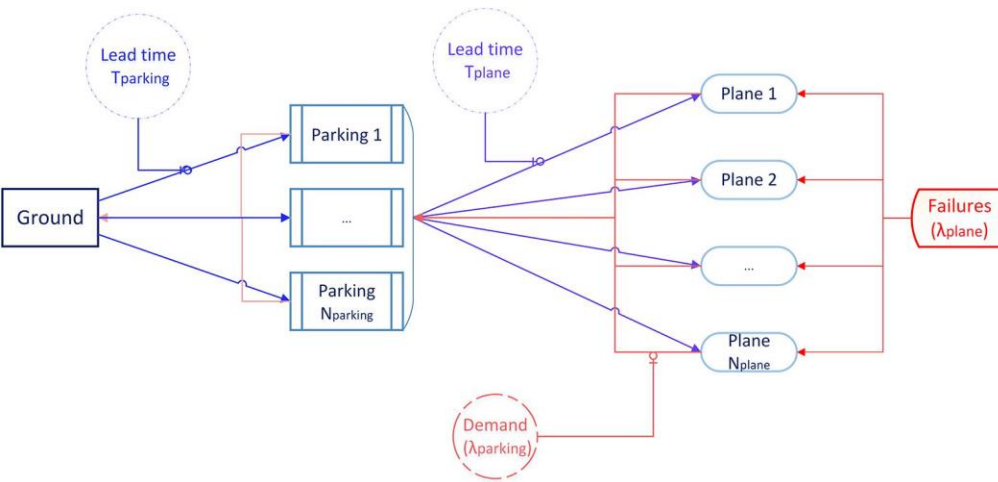 Lead time
Tparking
Lead time
Tplane
Ground
Parking 1
...
Parking
Nparking
Plane 1
Plane 2
...
Plane
Nplane
Failures
(λplane)
Demand
(λparking)